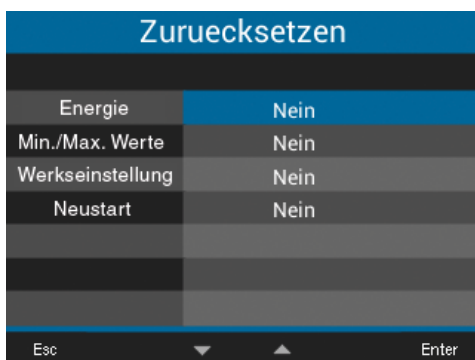 Zuruecksetzen
Energie Nein
Min./Max. Werte Nein
Werkseinstellung Nein
Neustart Nein
Esc Enter